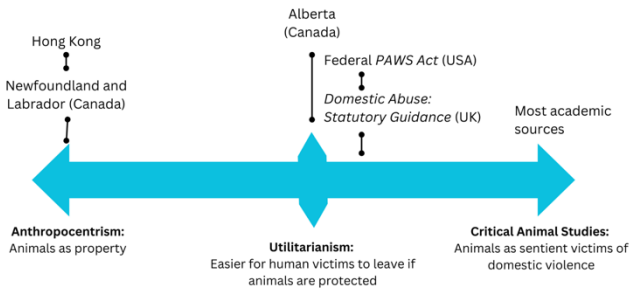 Alberta
(Canada)
Hong Kong
Federal PAWS Act (USA)
Newfoundland and
Labrador (Canada)
Domestic Abuse:
Statutory Guidance (UK)
Most academic
sources
Anthropocentrism:
Animals as property
Utilitarianism:
Easier for human victims to leave if
animals are protected
Critical Animal Studies:
Animals as sentient victims of
domestic violence